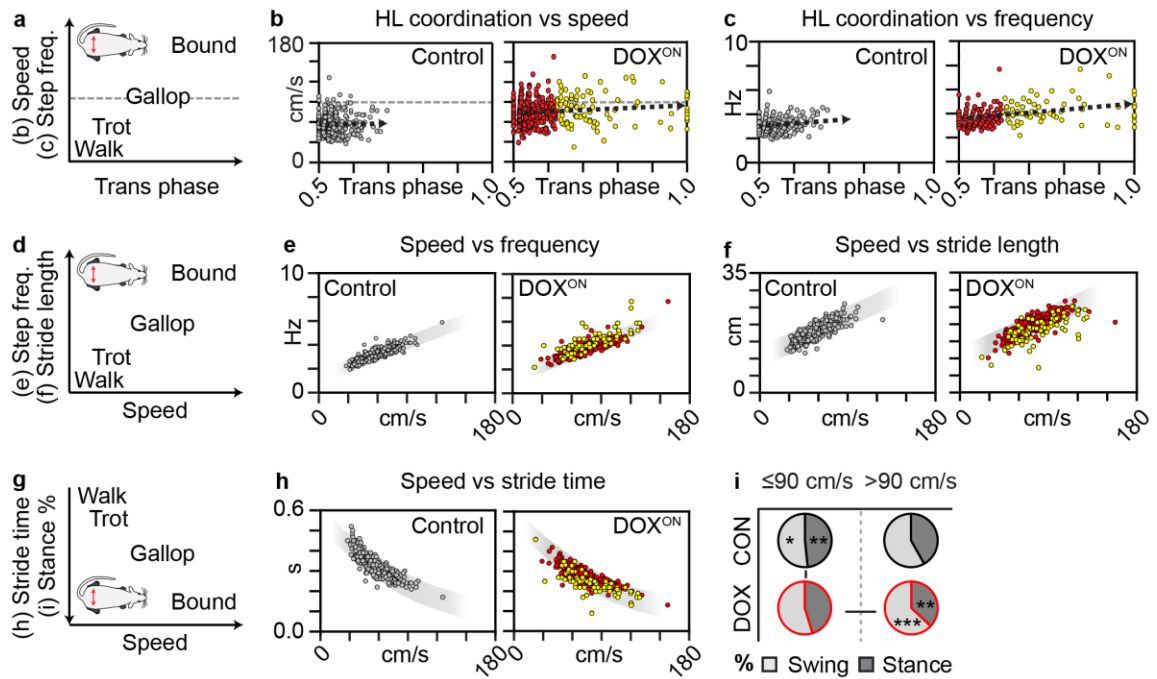 a
(b) Speed
(c) Step freq.
Bound
Gallop
Trot
Walk
Trans phase
b HL coordination vs speed
180
cm/s
0
Control
DOX^ON
0.5 Trans phase 1.0
0.5 Trans phase 1.0
c HL coordination vs frequency
10
Hz
0
Control
DOX^ON
0.5 Trans phase 1.0
0.5 Trans phase 1.0
d
(e) Step freq.
(f) Stride length
Bound
Gallop
Trot
Walk
Speed
e Speed vs frequency
10
Hz
0
Control
DOX^ON
0 cm/s 180
0 cm/s 180
f Speed vs stride length
35
cm
0
Control
DOX^ON
0 cm/s 180
0 cm/s 180
g
(h) Stride time
(i) Stance %
Walk
Trot
Gallop
Bound
Speed
h Speed vs stride time
0.6
s
0.0
Control
DOX^ON
0 cm/s 180
0 cm/s 180
i ≤90 cm/s >90 cm/s
CON
* **
DOX
**
***
% Swing Stance